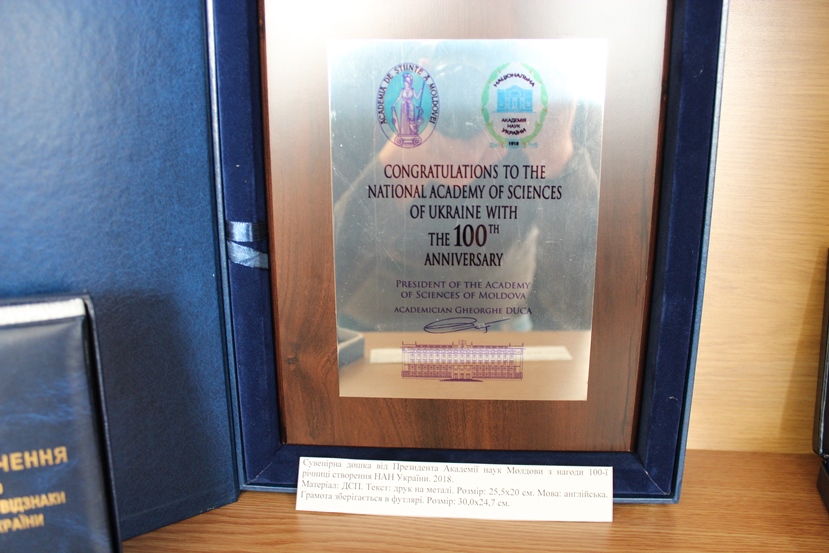 ACADEMIA DE ȘTIINȚE A MOLDOVEI
НАЦІОНАЛЬНА
АКАДЕМІЯ
НАУК
УКРАЇНИ
1918
CONGRATULATIONS TO THE
NATIONAL ACADEMY OF SCIENCES
OF UKRAINE WITH
THE 100TH
ANNIVERSARY
PRESIDENT OF THE ACADEMY
OF SCIENCES OF MOLDOVA
ACADEMICIAN GHEORGHE DUCA
ЧЕННЯ
О
ВІДЗНАКИ
КРАЇНИ
Сувенірна дошка від Президента Академії наук Молдови з нагоди 100-ї
річниці створення НАН України. 2018.
Матеріал: ДСП. Текст: друк на металі. Розмір: 25,5х20 см. Мова: англійська.
Грамота зберігається в футлярі. Розмір: 30,0х24,7 см.